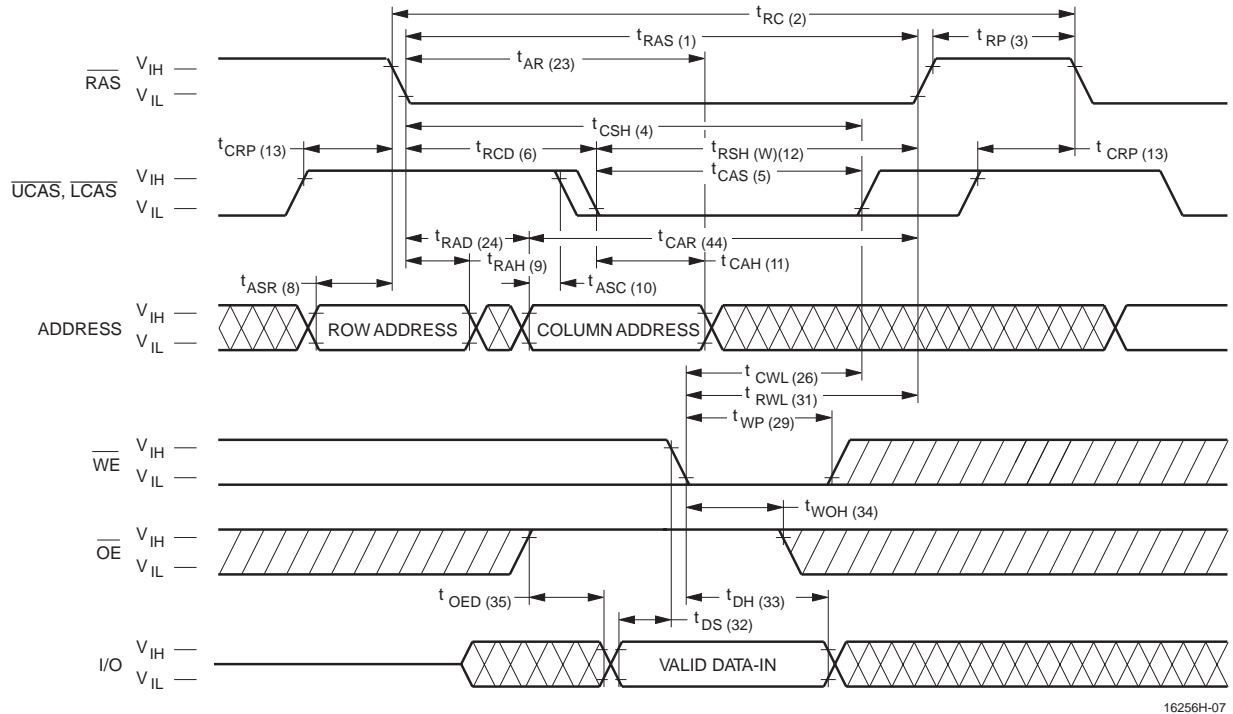 t RC (2)
t RAS (1)
t RP (3)
t AR (23)
RAS
V IH
V IL
t CSH (4)
t CRP (13)
t RCD (6)
t RSH (W)(12)
t CRP (13)
t CAS (5)
UCAS, LCAS
V IH
V IL
t RAD (24)
t CAR (44)
t RAH (9)
t CAH (11)
t ASR (8)
t ASC (10)
ADDRESS
V IH
V IL
ROW ADDRESS
COLUMN ADDRESS
t CWL (26)
t RWL (31)
t WP (29)
WE
V IH
V IL
t WOH (34)
OE
V IH
V IL
t OED (35)
t DH (33)
t DS (32)
I/O
V IH
V IL
VALID DATA-IN
16256H-07